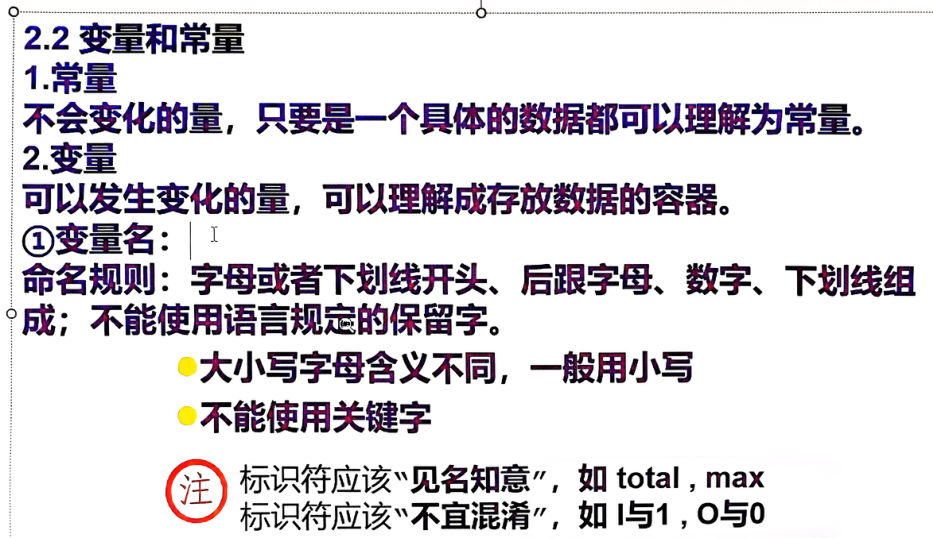 2.2 变量和常量
1.常量
不会变化的量，只要是一个具体的数据都可以理解为常量。
2.变量
可以发生变化的量，可以理解成存放数据的容器。
①变量名：
命名规则：字母或者下划线开头、后跟字母、数字、下划线组
成；不能使用语言规定的保留字。
大小写字母含义不同，一般用小写
不能使用关键字
注
标识符应该“见名知意”，如 total , max
标识符应该“不宜混淆”，如 l与1 , O与0